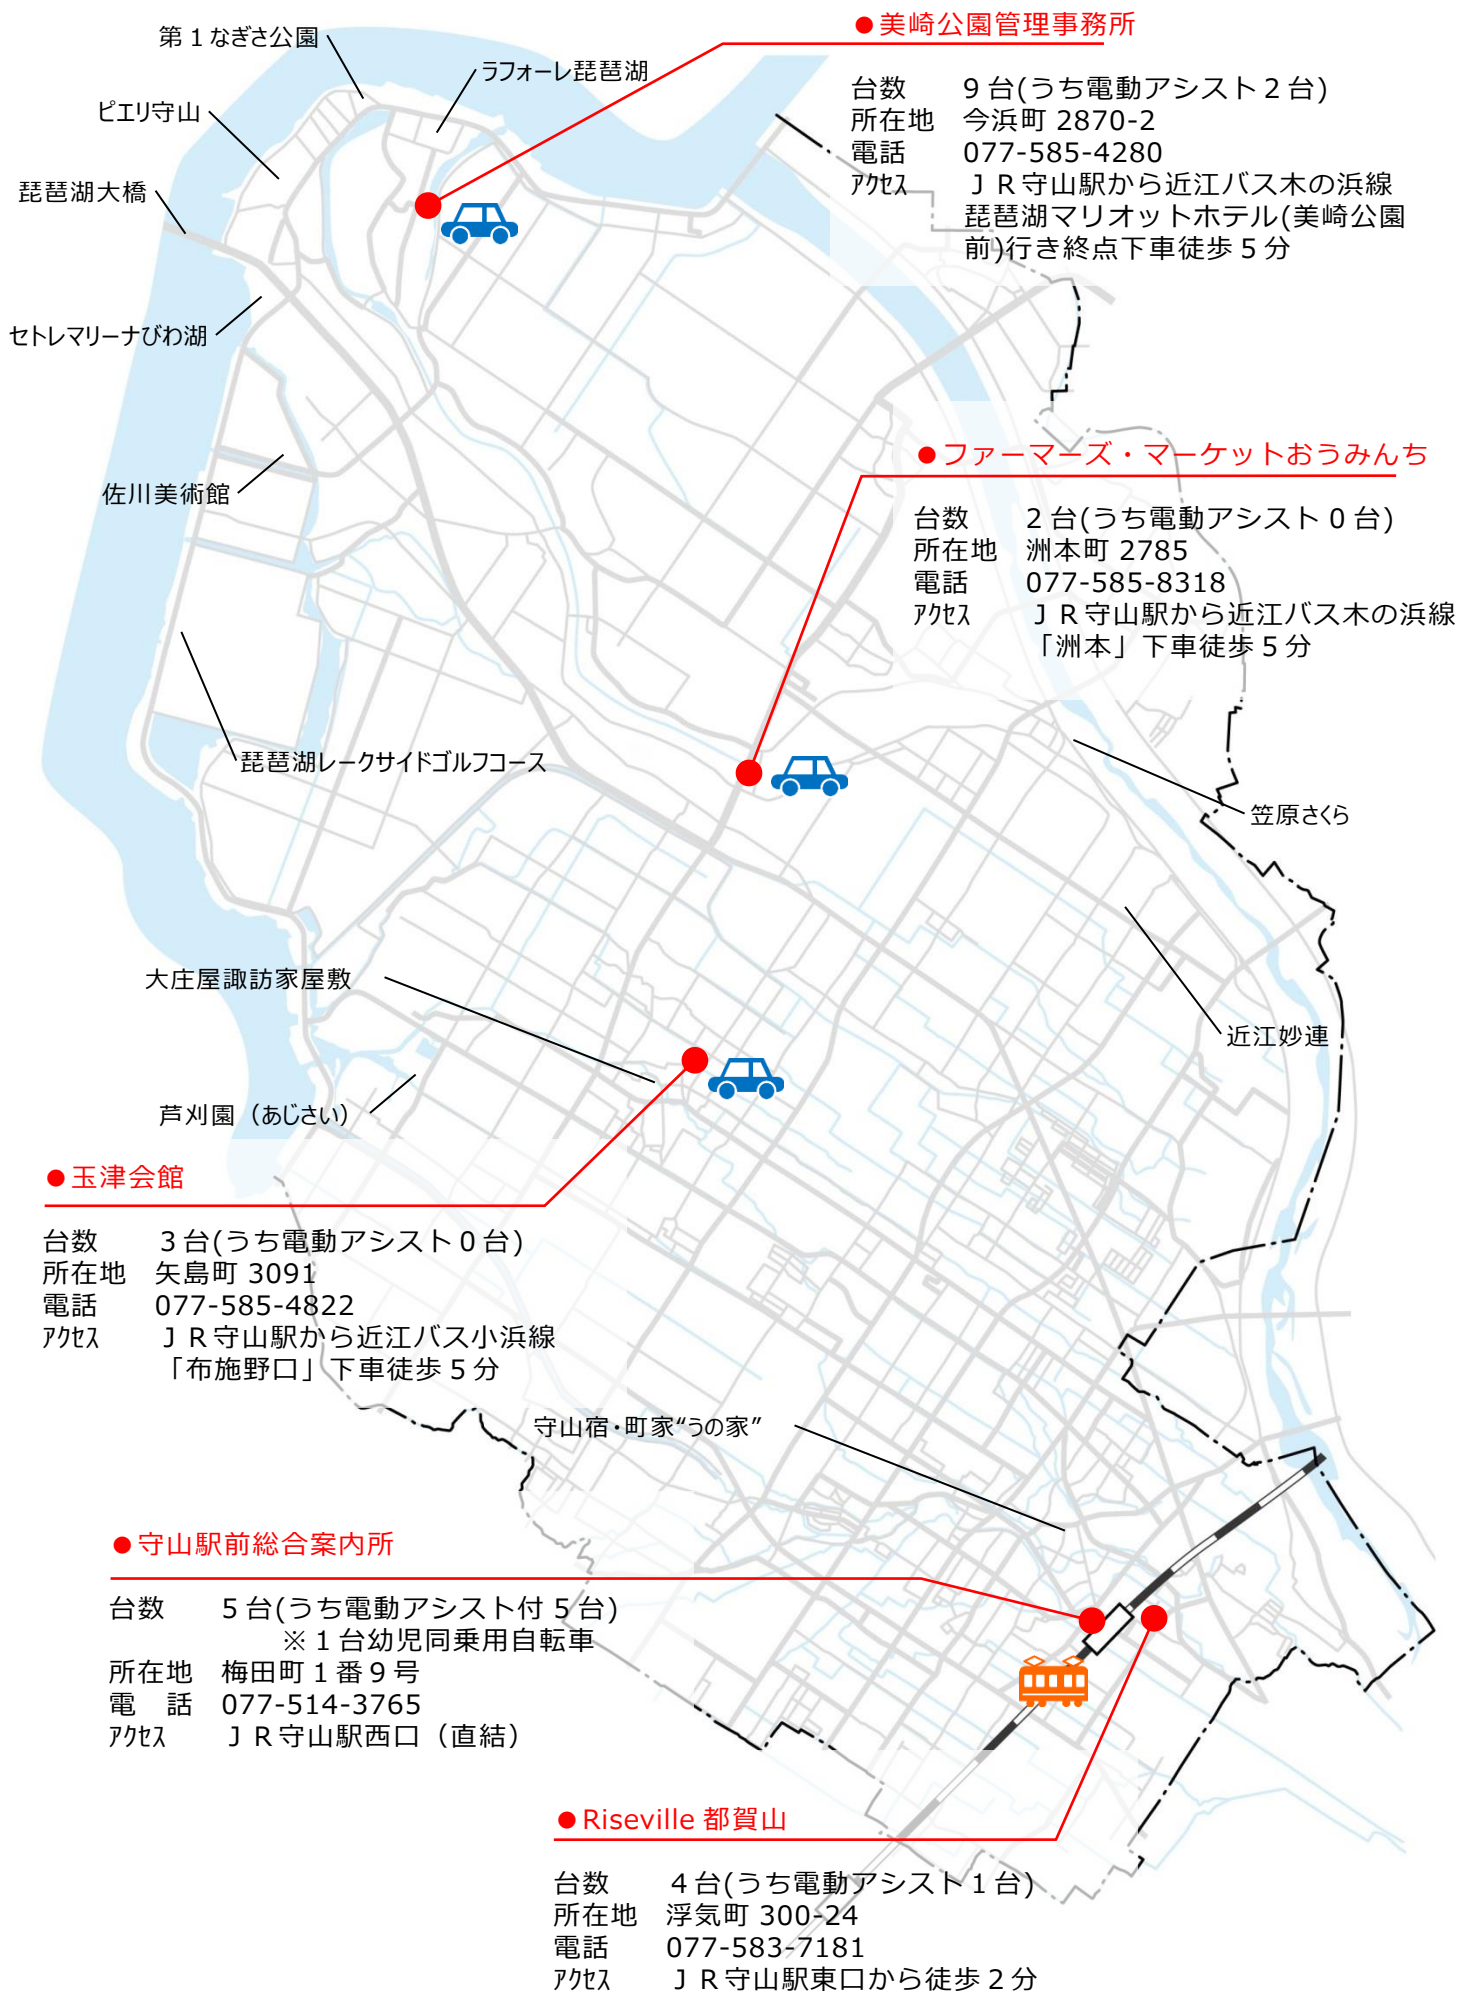 ●美崎公園管理事務所
第１なぎさ公園
ラフォーレ琵琶湖
ピエリ守山
琵琶湖大橋
セトレマリーナびわ湖
台数　９台(うち電動アシスト２台)
所在地　今浜町 2870-2
電話　077-585-4280
ｱｸｾｽ　ＪＲ守山駅から近江バス木の浜線
琵琶湖マリオットホテル(美崎公園
前)行き終点下車徒歩５分
佐川美術館
●ファーマーズ・マーケットおうみんち
台数　２台(うち電動アシスト０台)
所在地　洲本町 2785
電話　077-585-8318
ｱｸｾｽ　ＪＲ守山駅から近江バス木の浜線
「洲本」下車徒歩５分
琵琶湖レークサイドゴルフコース
笠原さくら
大庄屋諏訪家屋敷
近江妙連
芦刈園（あじさい）
●玉津会館
台数　３台(うち電動アシスト０台)
所在地　矢島町 3091
電話　077-585-4822
ｱｸｾｽ　ＪＲ守山駅から近江バス小浜線
「布施野口」下車徒歩５分
守山宿・町家“うの家”
●守山駅前総合案内所
台数　５台(うち電動アシスト付５台)
※１台幼児同乗用自転車
所在地　梅田町１番９号
電　話　077-514-3765
ｱｸｾｽ　ＪＲ守山駅西口（直結）
●Riseville 都賀山
台数　４台(うち電動アシスト１台)
所在地　浮気町 300-24
電話　077-583-7181
ｱｸｾｽ　ＪＲ守山駅東口から徒歩２分